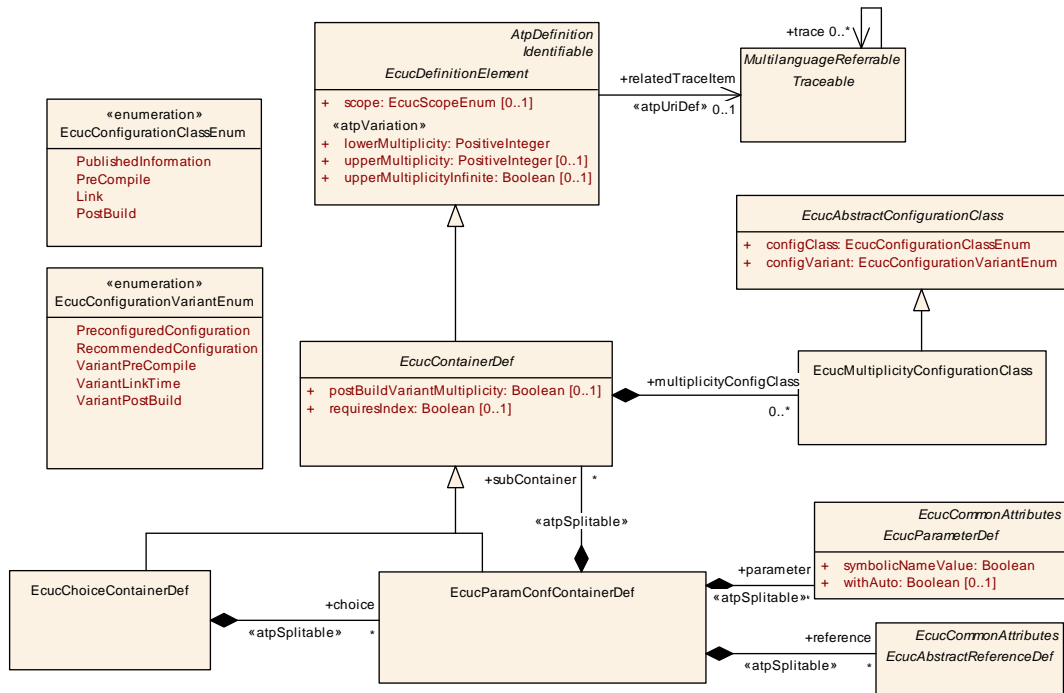 +trace 0..*
AtpDefinition
Identifiable
EcucDefinitionElement
+ scope: EcucScopeEnum [0..1]
«atpVariation»
+ lowerMultiplicity: PositiveInteger
+ upperMultiplicity: PositiveInteger [0..1]
+ upperMultiplicityInfinite: Boolean [0..1]
+relatedTraceItem
«atpUriDef» 0..1
MultilanguageReferrable
Traceable
«enumeration»
EcucConfigurationClassEnum
PublishedInformation
PreCompile
Link
PostBuild
EcucAbstractConfigurationClass
+ configClass: EcucConfigurationClassEnum
+ configVariant: EcucConfigurationVariantEnum
«enumeration»
EcucConfigurationVariantEnum
PreconfiguredConfiguration
RecommendedConfiguration
VariantPreCompile
VariantLinkTime
VariantPostBuild
EcucContainerDef
+ postBuildVariantMultiplicity: Boolean [0..1]
+ requiresIndex: Boolean [0..1]
+multiplicityConfigClass
0..*
EcucMultiplicityConfigurationClass
+subContainer *
«atpSplitable»
EcucChoiceContainerDef
+choice
«atpSplitable» *
EcucParamConfContainerDef
+parameter
«atpSplitable» *
EcucCommonAttributes
EcucParameterDef
+ symbolicNameValue: Boolean
+ withAuto: Boolean [0..1]
+reference
«atpSplitable» *
EcucCommonAttributes
EcucAbstractReferenceDef